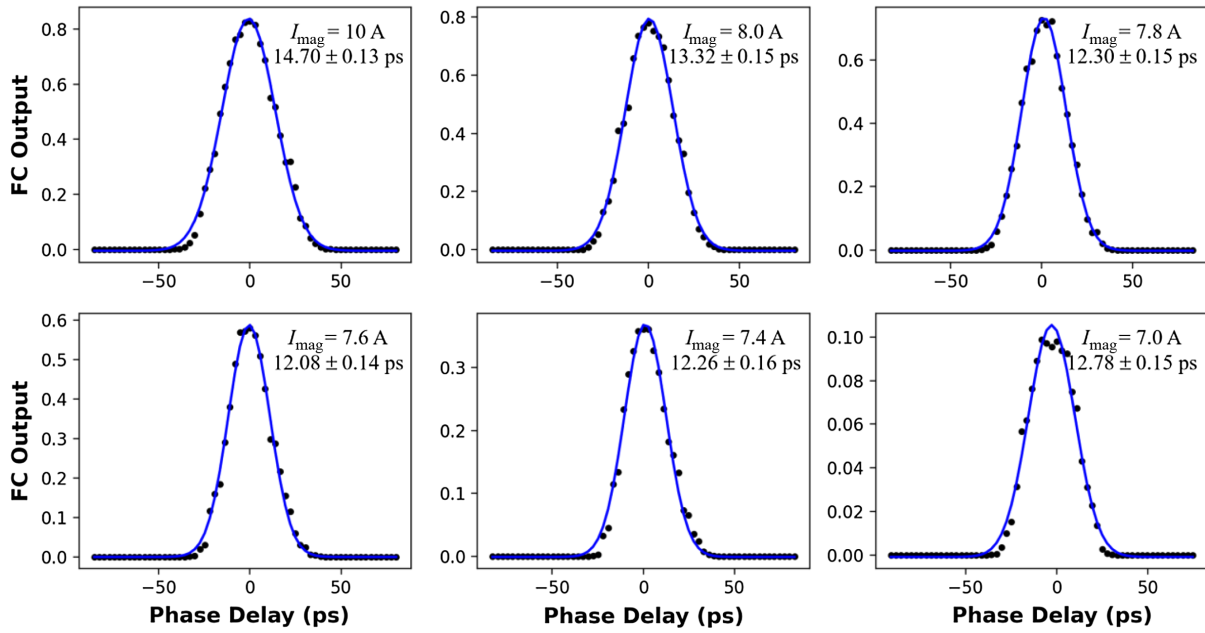 I_mag = 10 A
14.70 ± 0.13 ps
0.8
0.6
0.4
0.2
0.0
FC Output
−50
0
50
I_mag = 8.0 A
13.32 ± 0.15 ps
0.8
0.6
0.4
0.2
0.0
−50
0
50
I_mag = 7.8 A
12.30 ± 0.15 ps
0.6
0.4
0.2
0.0
−50
0
50
I_mag = 7.6 A
12.08 ± 0.14 ps
0.6
0.5
0.4
0.3
0.2
0.1
0.0
FC Output
−50
0
50
Phase Delay (ps)
I_mag = 7.4 A
12.26 ± 0.16 ps
0.3
0.2
0.1
0.0
−50
0
50
Phase Delay (ps)
I_mag = 7.0 A
12.78 ± 0.15 ps
0.10
0.08
0.06
0.04
0.02
0.00
−50
0
50
Phase Delay (ps)